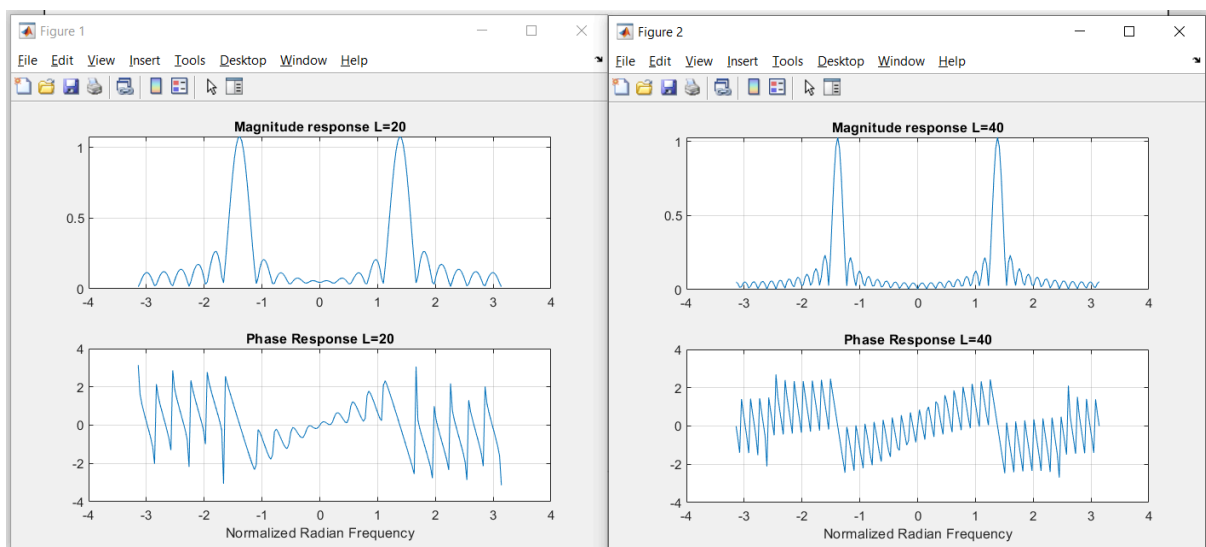 Figure 1
File Edit View Insert Tools Desktop Window Help
Magnitude response L=20
1
0.5
0
-4 -3 -2 -1 0 1 2 3 4
Phase Response L=20
4
2
0
-2
-4
-4 -3 -2 -1 0 1 2 3 4
Normalized Radian Frequency
Figure 2
File Edit View Insert Tools Desktop Window Help
Magnitude response L=40
1
0.5
0
-4 -3 -2 -1 0 1 2 3 4
Phase Response L=40
4
2
0
-2
-4
-4 -3 -2 -1 0 1 2 3 4
Normalized Radian Frequency